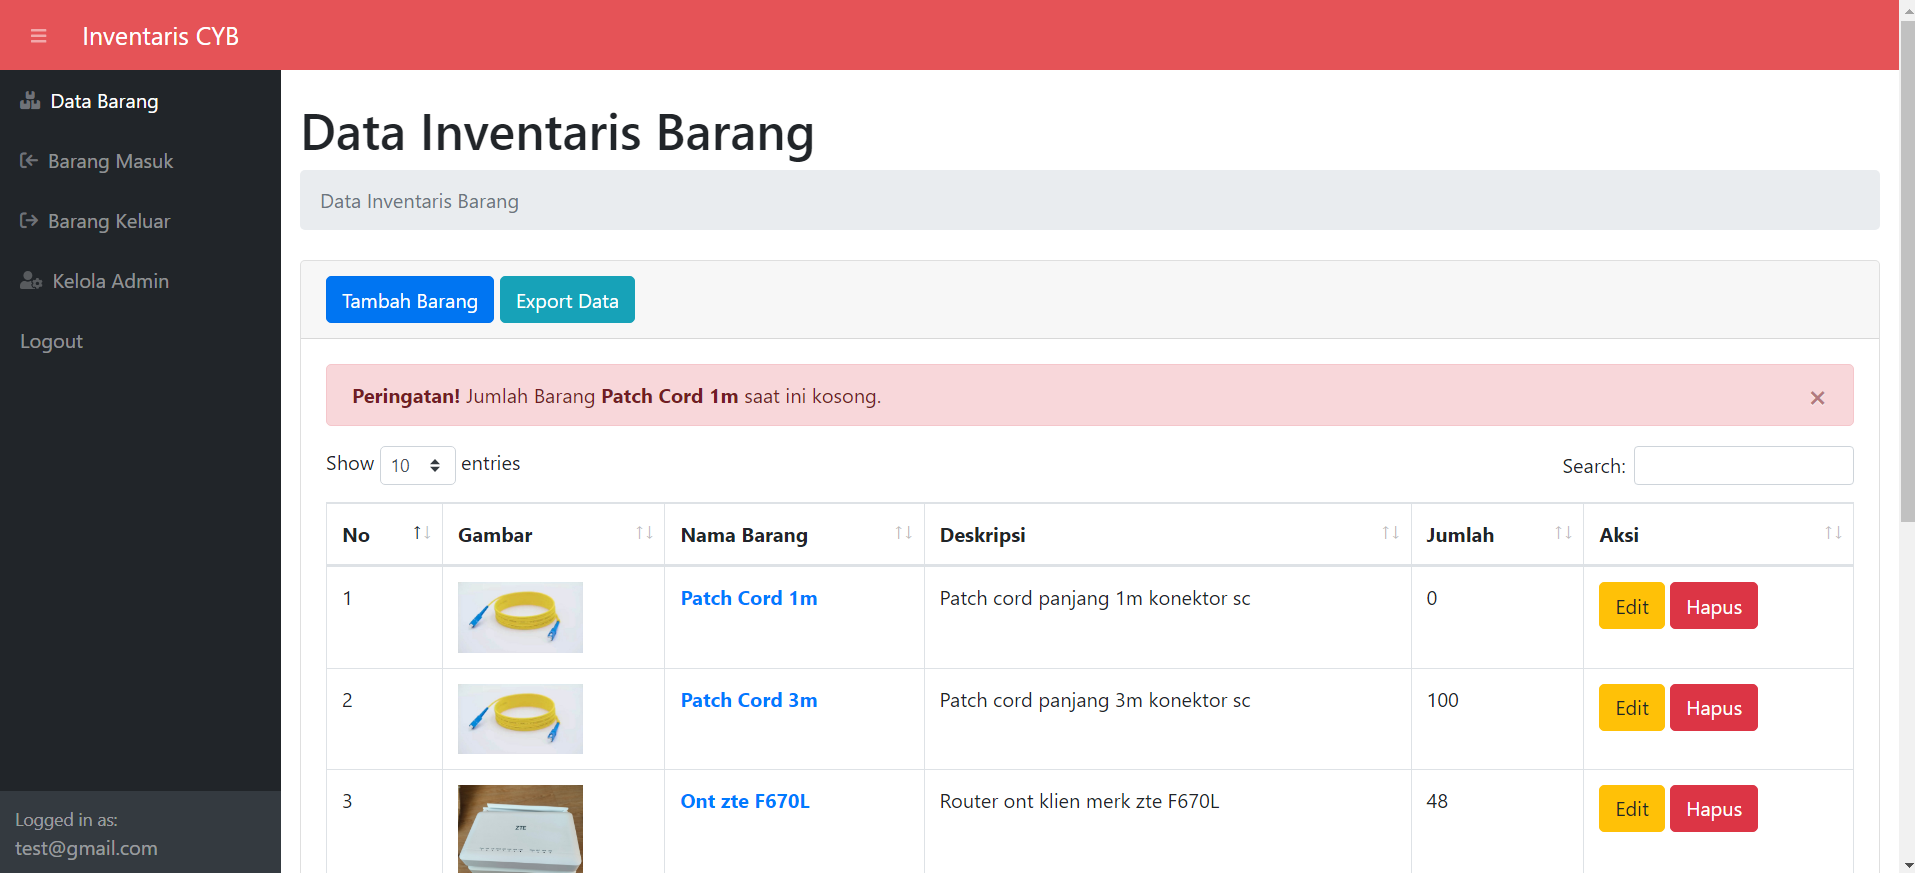 Inventaris CYB
Data Barang
Barang Masuk
Barang Keluar
Kelola Admin
Logout
Logged in as:
test@gmail.com
Data Inventaris Barang
Data Inventaris Barang
Tambah Barang Export Data
Peringatan! Jumlah Barang Patch Cord 1m saat ini kosong. ×
Show 10 entries Search:
No Gambar Nama Barang Deskripsi Jumlah Aksi
1 Patch Cord 1m Patch cord panjang 1m konektor sc 0 Edit Hapus
2 Patch Cord 3m Patch cord panjang 3m konektor sc 100 Edit Hapus
3 Ont zte F670L Router ont klien merk zte F670L 48 Edit Hapus
ZTE